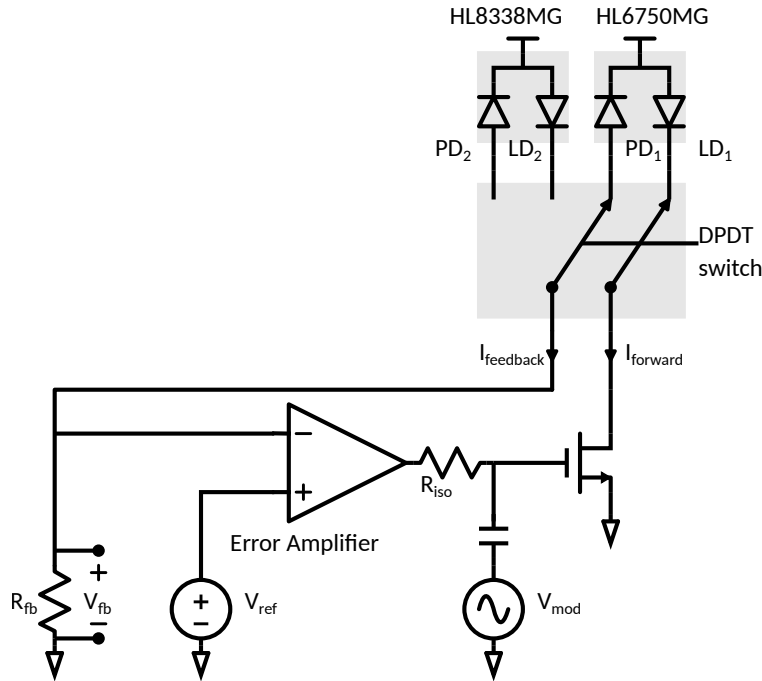 HL8338MG HL6750MG
PD2 LD2 PD1 LD1
DPDT
switch
Ifeedback Iforward
−
Riso
+
Error Amplifier
+
Rfb Vfb
−
+
−
Vref
Vmod